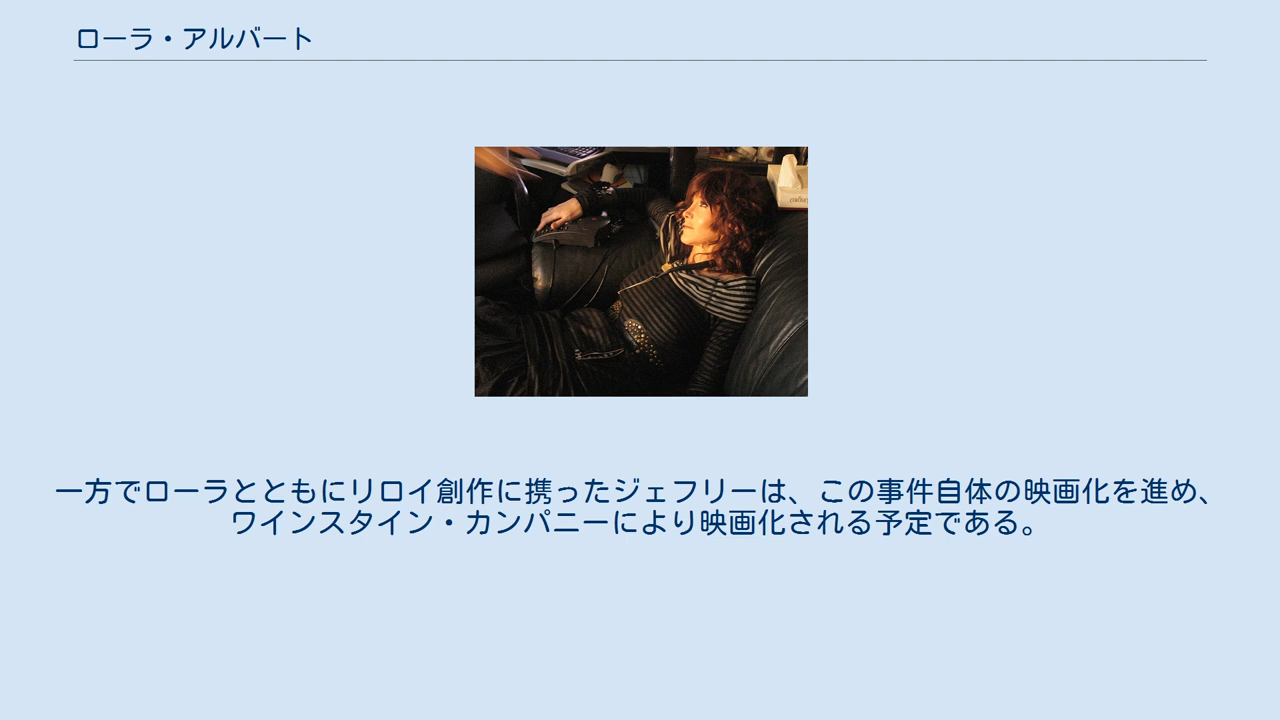 ローラ・アルバート
一方でローラとともにリロイ創作に携ったジェフリーは、この事件自体の映画化を進め、
ワインスタイン・カンパニーにより映画化される予定である。